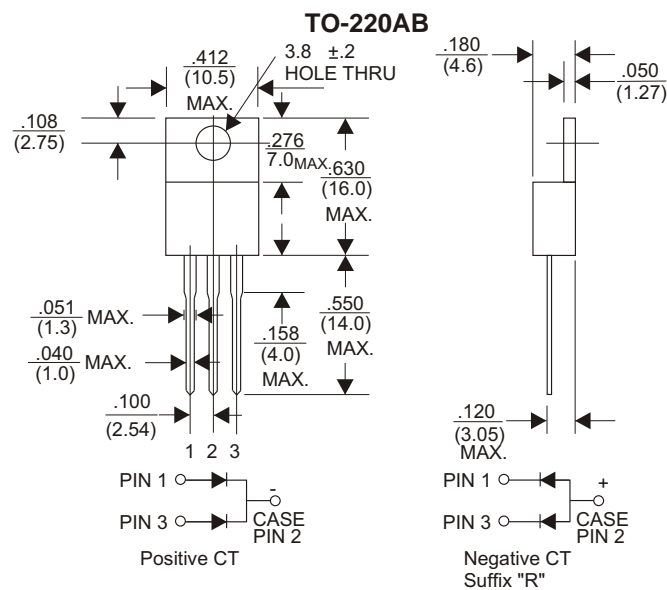 TO-220AB
.412
(10.5)
MAX.
3.8 ±.2
HOLE THRU
.180
(4.6)
.050
(1.27)
.108
(2.75)
.276
7.0MAX.
.630
(16.0)
MAX.
.051
(1.3) MAX.
.040
(1.0) MAX.
.158
(4.0)
MAX.
.550
(14.0)
MAX.
.100
(2.54)
.120
(3.05)
MAX.
1 2 3
PIN 1
-
PIN 3
CASE
PIN 2
Positive CT
PIN 1
+
PIN 3
CASE
PIN 2
Negative CT
Suffix "R"